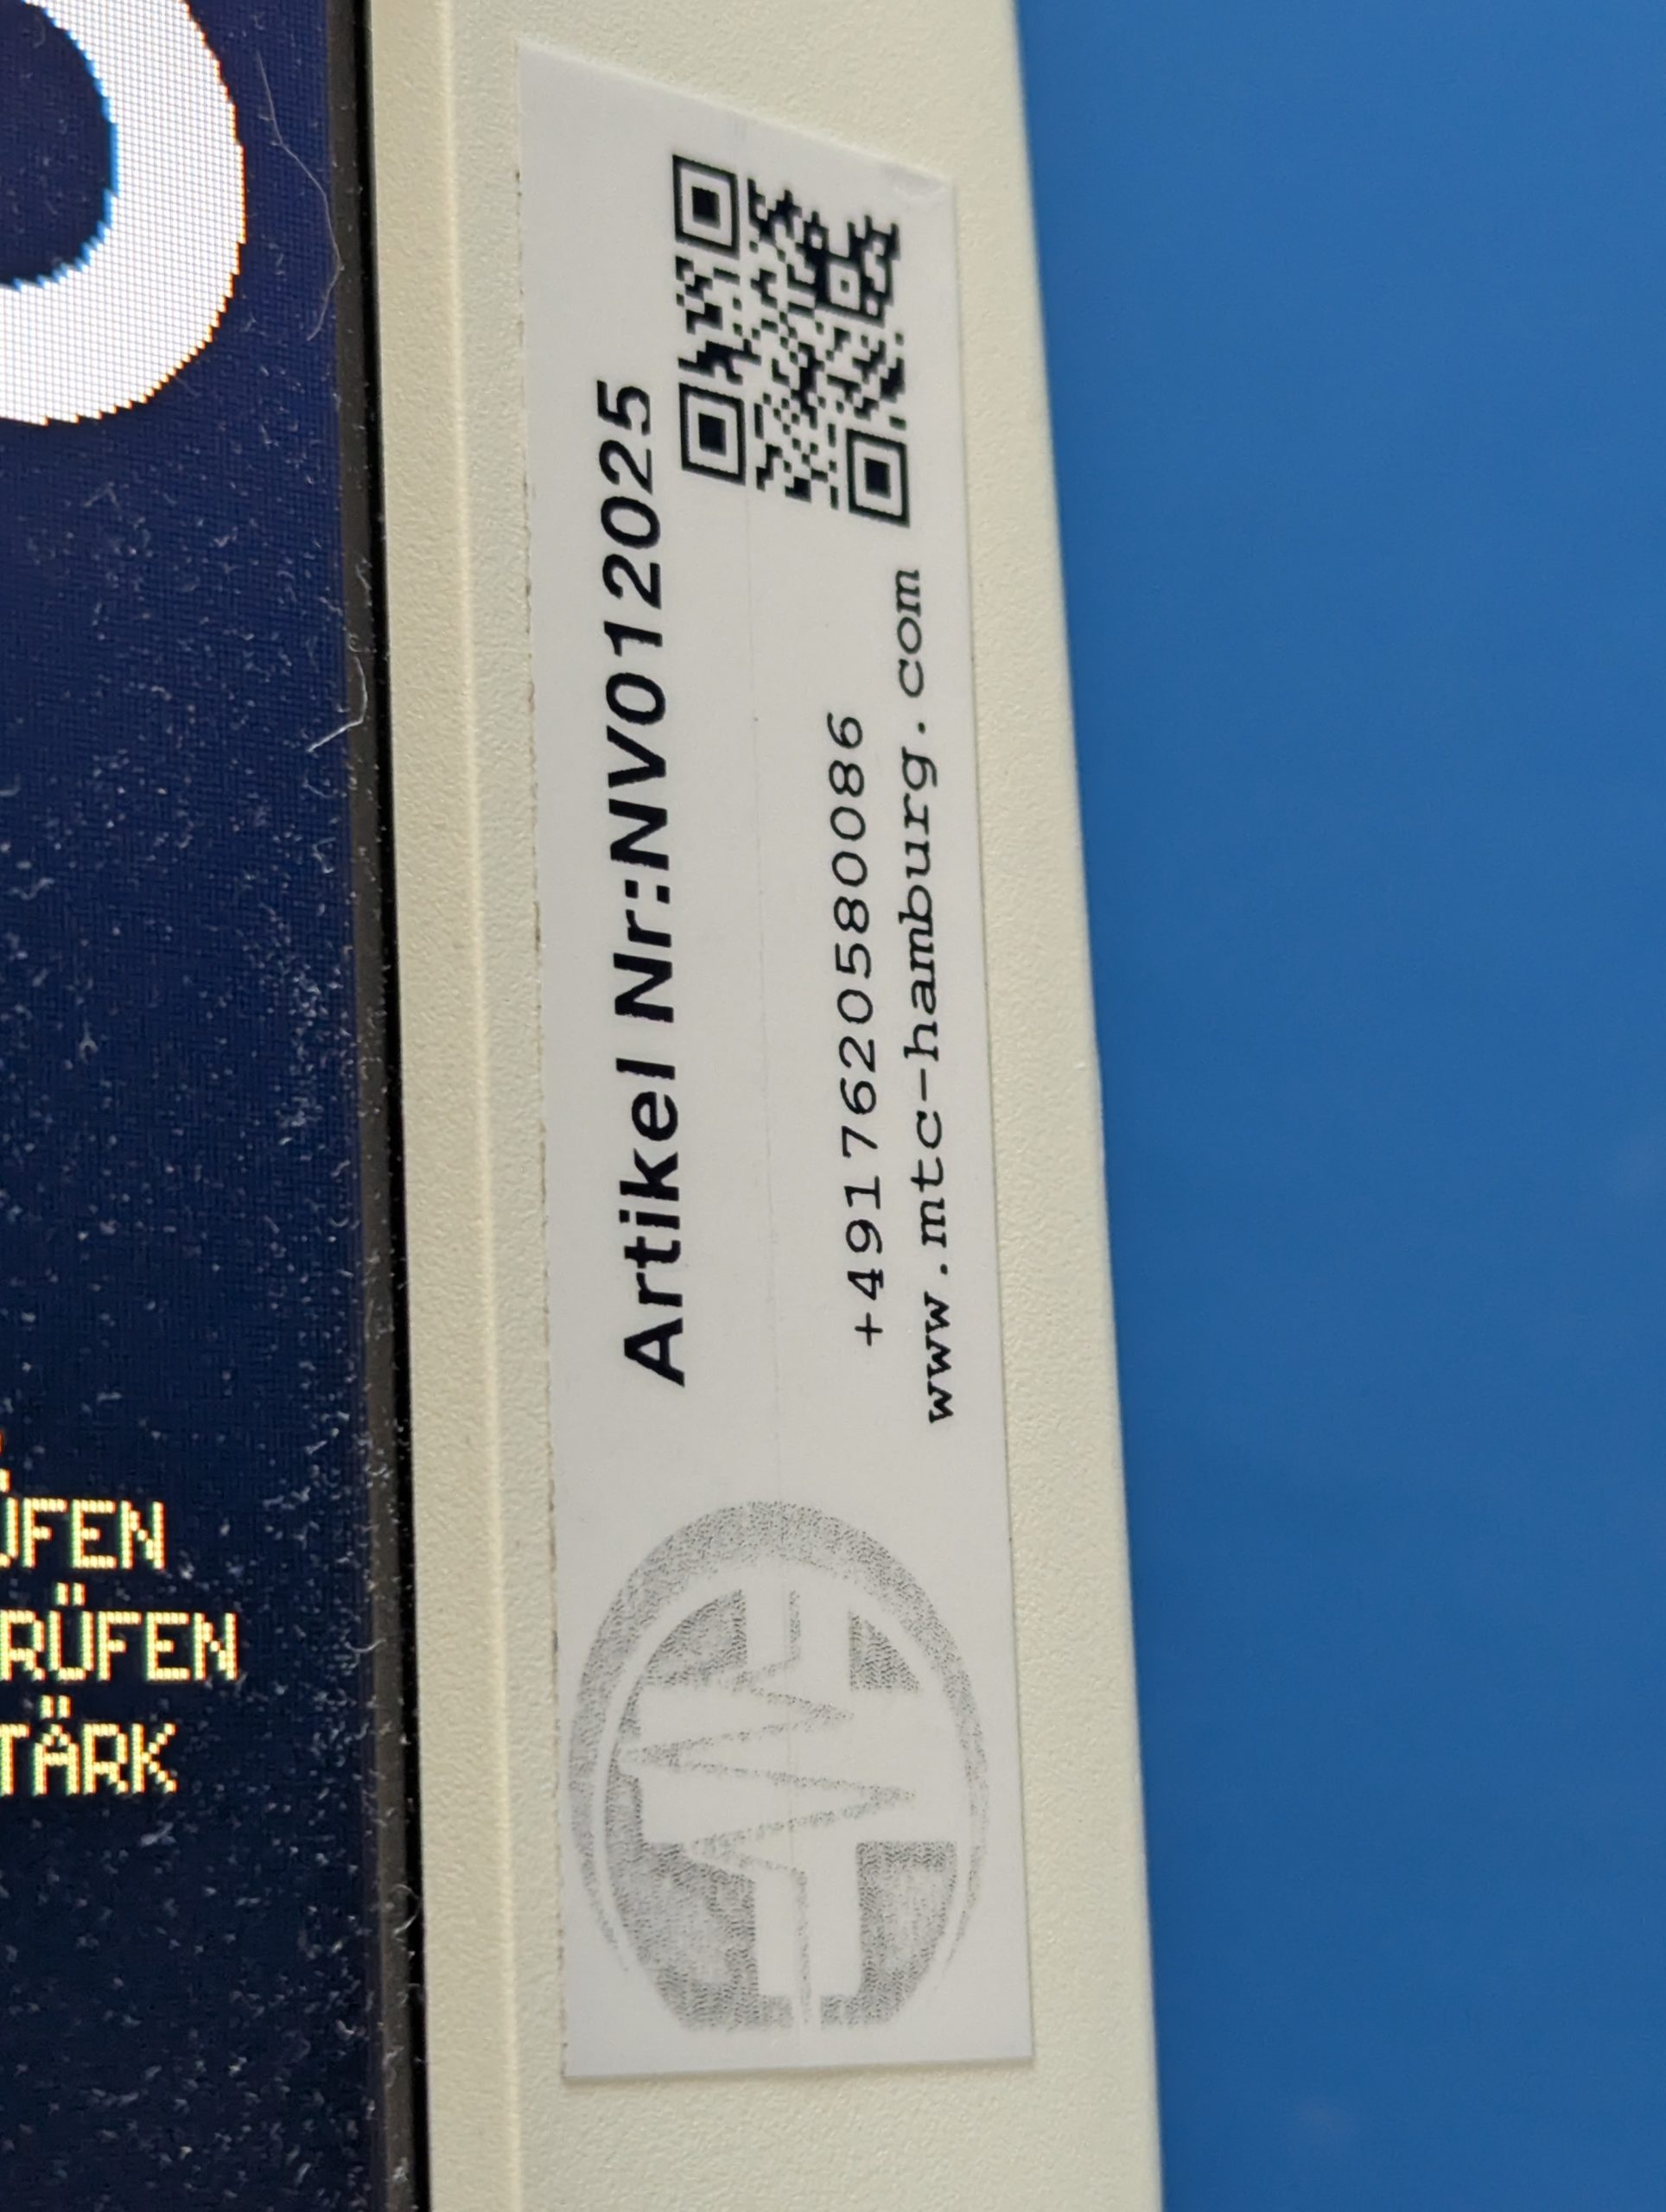 Artikel Nr:NV012025
+4917620580086
www.mtc-hamburg.com
ÜFEN
RÜFEN
TÄRK